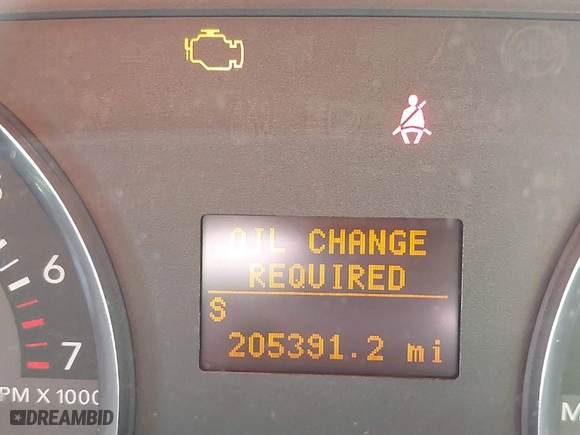 OIL CHANGE
REQUIRED
S
205391.2 mi
6
7
PM X 1000
M
DREAMBID